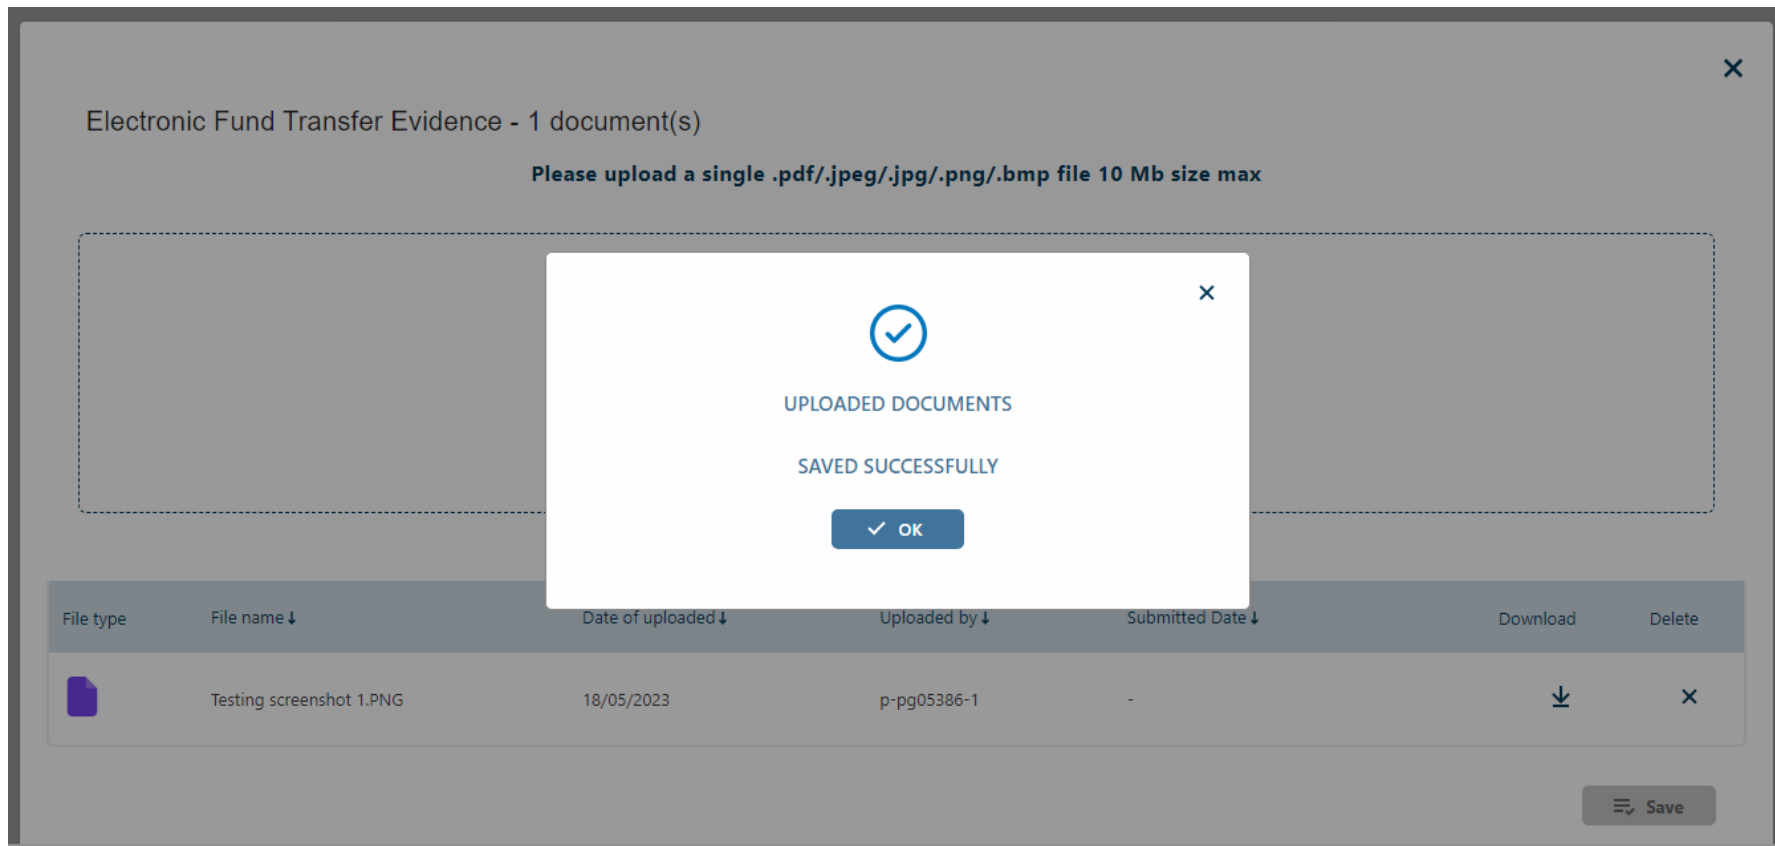 Electronic Fund Transfer Evidence - 1 document(s)
Please upload a single .pdf/.jpeg/.jpg/.png/.bmp file 10 Mb size max
UPLOADED DOCUMENTS
SAVED SUCCESSFULLY
OK
File type File name Date of uploaded Uploaded by Submitted Date Download Delete
Testing screenshot 1.PNG 18/05/2023 p-pg05386-1 -
Save